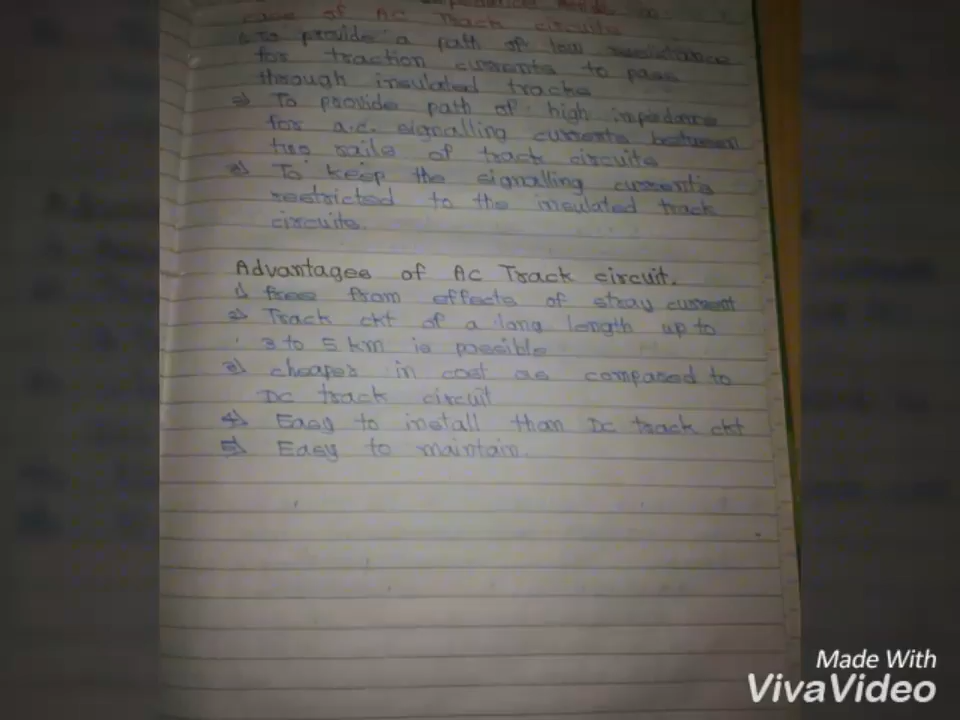 case of AC Track circuits
1. To provide a path of low resistance
for traction currents to pass
through insulated tracks
2) To provide path of high impedance
for a.c. signalling currents between
two rails of track circuits
3) To keep the signalling currents
restricted to the insulated track
circuits.
Advantages of AC Track circuit.
1) free from effects of stray current
2) Track ckt of a long length up to
3 to 5 km is possible
3) cheaper in cost as compared to
DC track circuit
4) Easy to install than DC track ckt
5) Easy to maintain.
Made With
VivaVideo